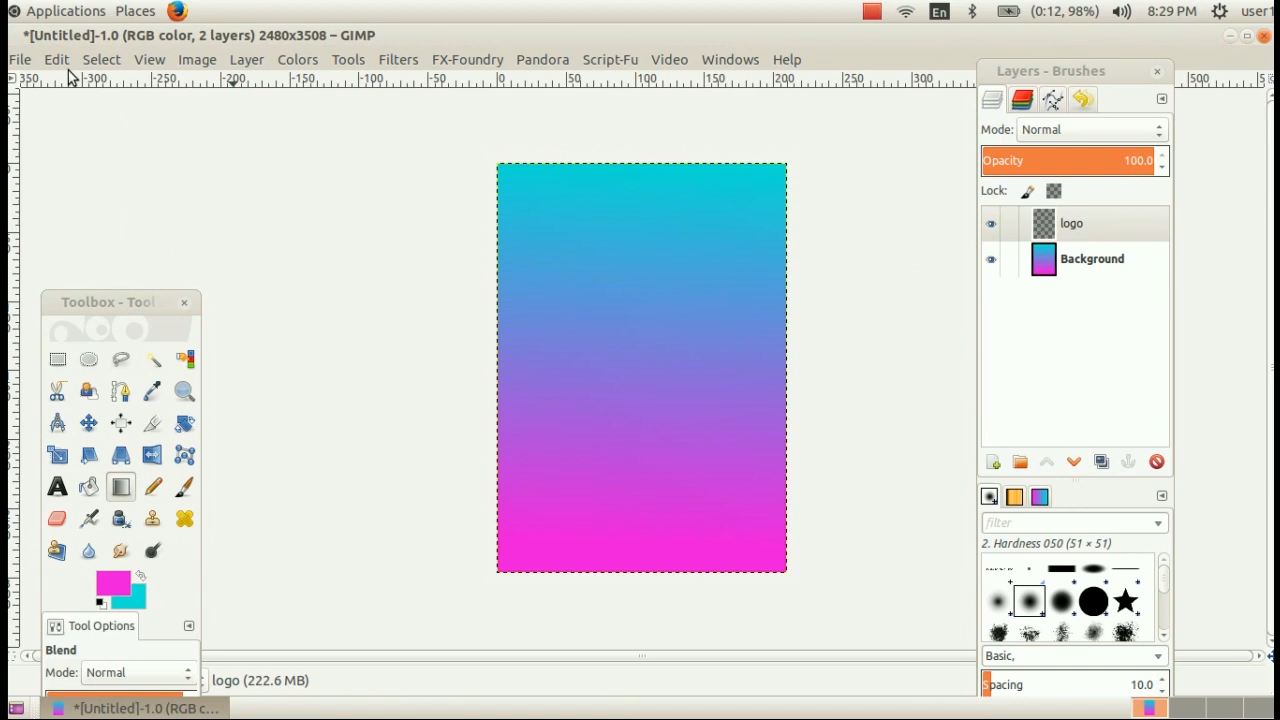 Applications Places En (0:12, 98%) 8:29 PM user1
*[Untitled]-1.0 (RGB color, 2 layers) 2480x3508 – GIMP
File Edit Select View Image Layer Colors Tools Filters FX-Foundry Pandora Script-Fu Video Windows Help
350 -300 -250 -200 -150 -100 -50 0 50 100 150 200 250 300 500
Layers - Brushes
Mode: Normal
Opacity 100.0
Lock:
logo
Background
Toolbox - Tool
filter
2. Hardness 050 (51 × 51)
Tool Options
Blend
Mode: Normal
Basic,
Spacing 10.0
logo (222.6 MB)
*[Untitled]-1.0 (RGB c...